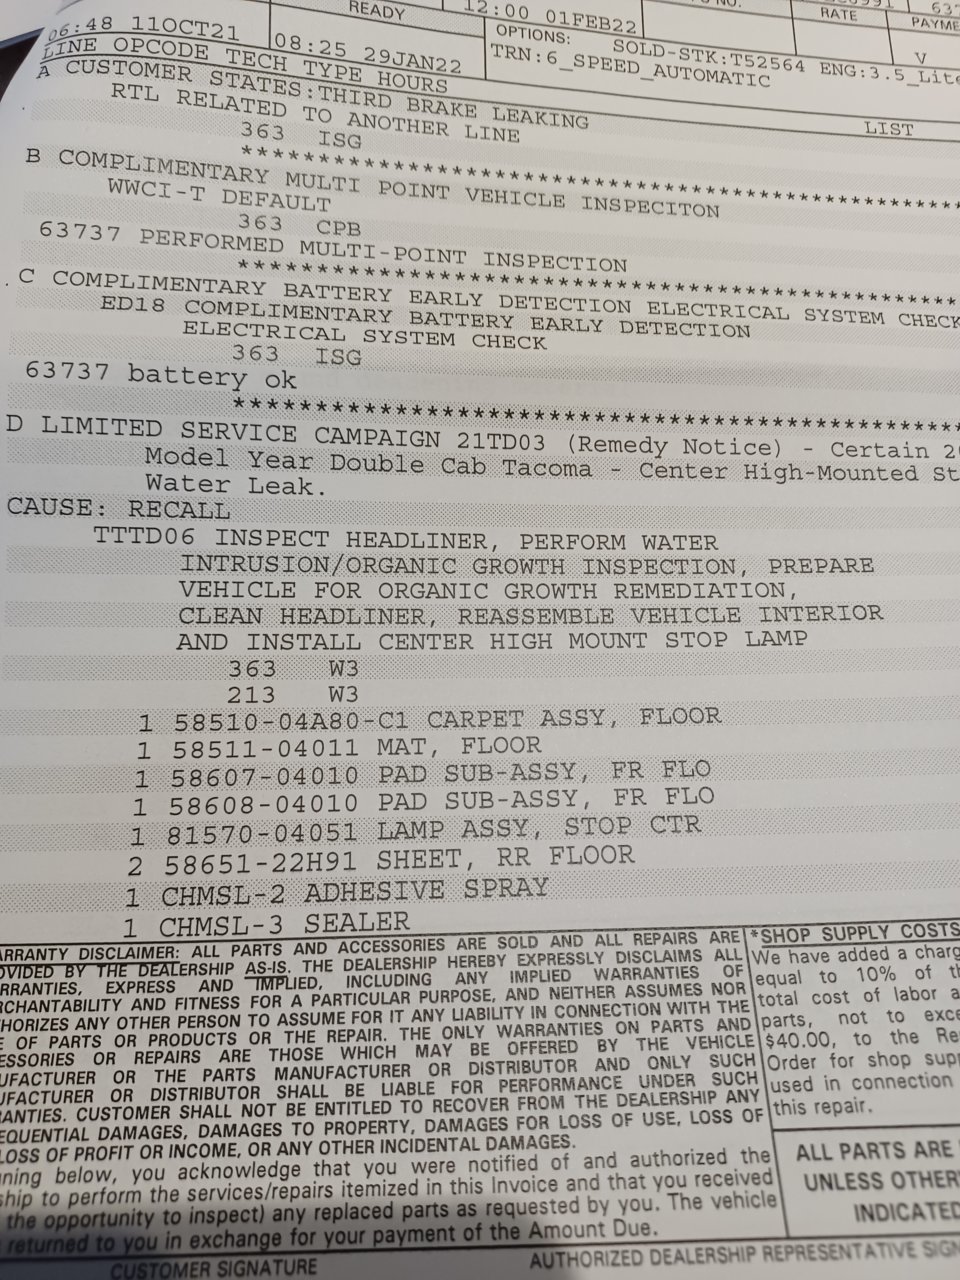 READY
12:00 01FEB22
RATE
PAYME
06:48 11OCT21
08:25 29JAN22
OPTIONS: SOLD-STK:T52564 ENG:3.5_Lite
TRN:6_SPEED_AUTOMATIC
V
LINE OPCODE TECH TYPE HOURS
LIST
A CUSTOMER STATES:THIRD BRAKE LEAKING
RTL RELATED TO ANOTHER LINE
363 ISG
B COMPLIMENTARY MULTI POINT VEHICLE INSPECITON
WWCI-T DEFAULT
363 CPB
63737 PERFORMED MULTI-POINT INSPECTION
C COMPLIMENTARY BATTERY EARLY DETECTION ELECTRICAL SYSTEM CHECK
ED18 COMPLIMENTARY BATTERY EARLY DETECTION
ELECTRICAL SYSTEM CHECK
363 ISG
63737 battery ok
D LIMITED SERVICE CAMPAIGN 21TD03 (Remedy Notice) - Certain 2
Model Year Double Cab Tacoma - Center High-Mounted St
Water Leak.
CAUSE: RECALL
TTTD06 INSPECT HEADLINER, PERFORM WATER
INTRUSION/ORGANIC GROWTH INSPECTION, PREPARE
VEHICLE FOR ORGANIC GROWTH REMEDIATION,
CLEAN HEADLINER, REASSEMBLE VEHICLE INTERIOR
AND INSTALL CENTER HIGH MOUNT STOP LAMP
363 W3
213 W3
1 58510-04A80-C1 CARPET ASSY, FLOOR
1 58511-04011 MAT, FLOOR
1 58607-04010 PAD SUB-ASSY, FR FLO
1 58608-04010 PAD SUB-ASSY, FR FLO
1 81570-04051 LAMP ASSY, STOP CTR
2 58651-22H91 SHEET, RR FLOOR
1 CHMSL-2 ADHESIVE SPRAY
1 CHMSL-3 SEALER
ARRANTY DISCLAIMER: ALL PARTS AND ACCESSORIES ARE SOLD AND ALL REPAIRS ARE
OVIDED BY THE DEALERSHIP AS-IS. THE DEALERSHIP HEREBY EXPRESSLY DISCLAIMS ALL
RRANTIES, EXPRESS AND IMPLIED, INCLUDING ANY IMPLIED WARRANTIES OF
RCHANTABILITY AND FITNESS FOR A PARTICULAR PURPOSE, AND NEITHER ASSUMES NOR
THORIZES ANY OTHER PERSON TO ASSUME FOR IT ANY LIABILITY IN CONNECTION WITH THE
E OF PARTS OR PRODUCTS OR THE REPAIR. THE ONLY WARRANTIES ON PARTS AND
ESSORIES OR REPAIRS ARE THOSE WHICH MAY BE OFFERED BY THE VEHICLE
UFACTURER OR THE PARTS MANUFACTURER OR DISTRIBUTOR AND ONLY SUCH
UFACTURER OR DISTRIBUTOR SHALL BE LIABLE FOR PERFORMANCE UNDER SUCH
RANTIES. CUSTOMER SHALL NOT BE ENTITLED TO RECOVER FROM THE DEALERSHIP ANY
EQUENTIAL DAMAGES, DAMAGES TO PROPERTY, DAMAGES FOR LOSS OF USE, LOSS OF
LOSS OF PROFIT OR INCOME, OR ANY OTHER INCIDENTAL DAMAGES.
ning below, you acknowledge that you were notified of and authorized the
ship to perform the services/repairs itemized in this Invoice and that you received
the opportunity to inspect) any replaced parts as requested by you. The vehicle
returned to you in exchange for your payment of the Amount Due.
*SHOP SUPPLY COSTS
We have added a charg
equal to 10% of th
total cost of labor a
parts, not to exce
$40.00, to the Re
Order for shop supp
used in connection
this repair.
ALL PARTS ARE
UNLESS OTHER
INDICATED
CUSTOMER SIGNATURE
AUTHORIZED DEALERSHIP REPRESENTATIVE SIGN